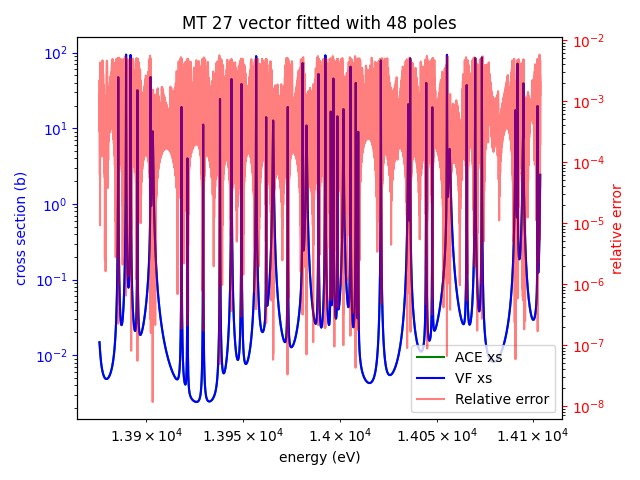 MT 27 vector fitted with 48 poles
10²
10¹
10⁰
10⁻¹
10⁻²
cross section (b)
10⁻²
10⁻³
10⁻⁴
10⁻⁵
10⁻⁶
10⁻⁷
10⁻⁸
relative error
ACE xs
VF xs
Relative error
1.39 × 10⁴ 1.395 × 10⁴ 1.4 × 10⁴ 1.405 × 10⁴ 1.41 × 10⁴
energy (eV)